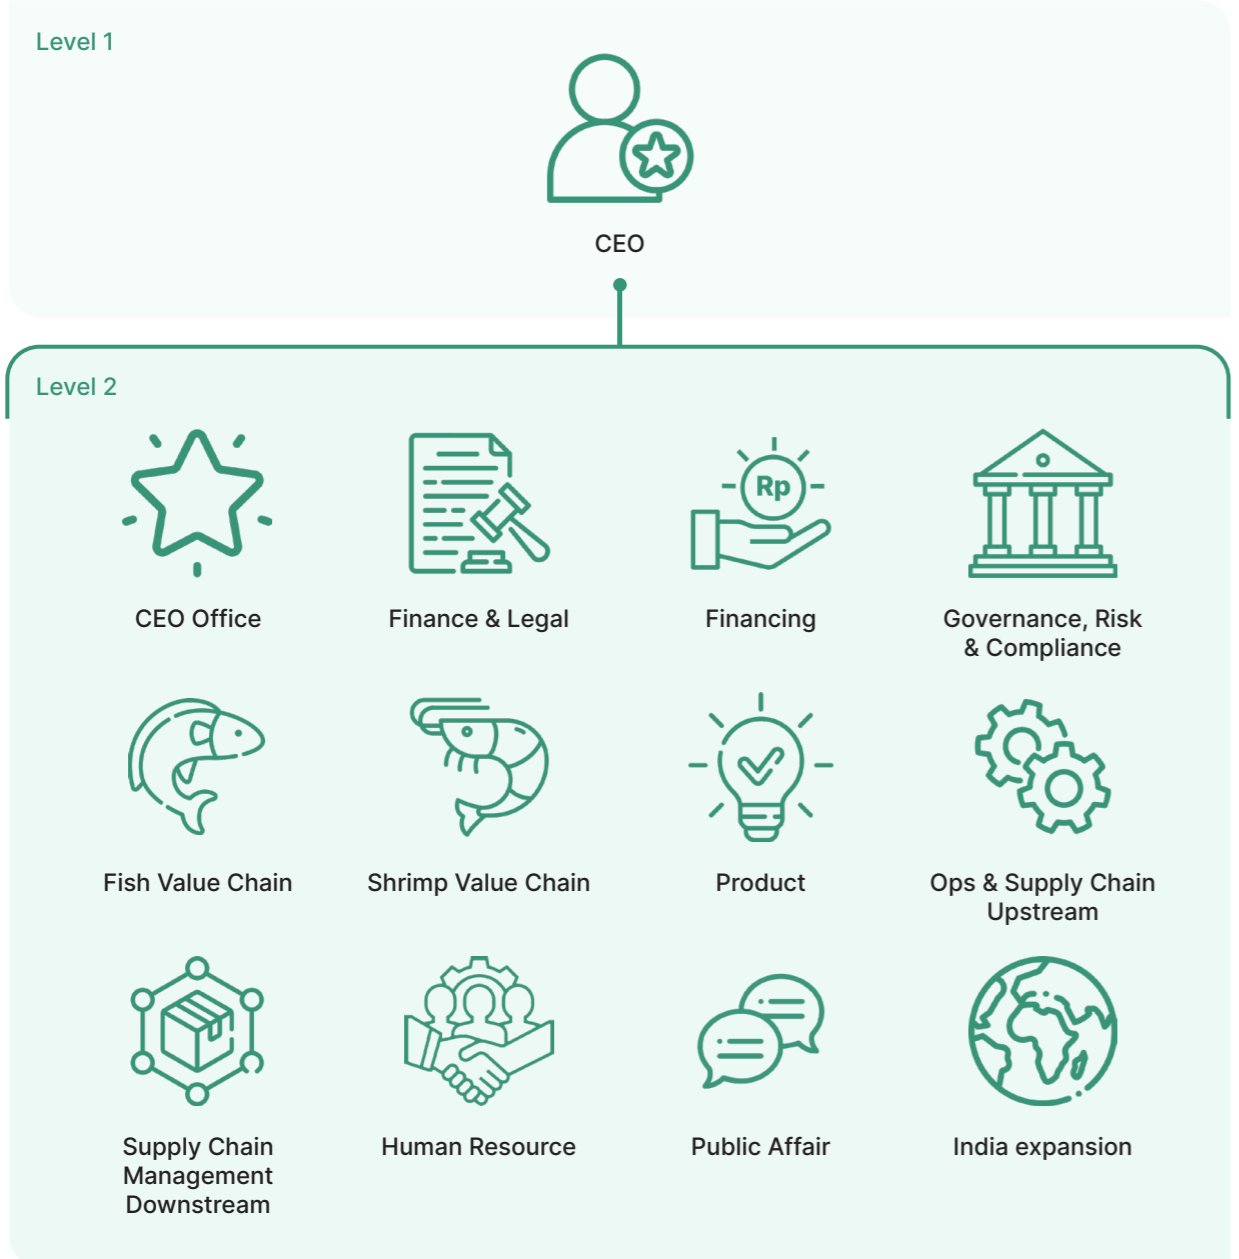 Level 1
CEO
Level 2
CEO Office
Finance & Legal
Rp
Financing
Governance, Risk
& Compliance
Fish Value Chain
Shrimp Value Chain
Product
Ops & Supply Chain
Upstream
Supply Chain
Management
Downstream
Human Resource
Public Affair
India expansion